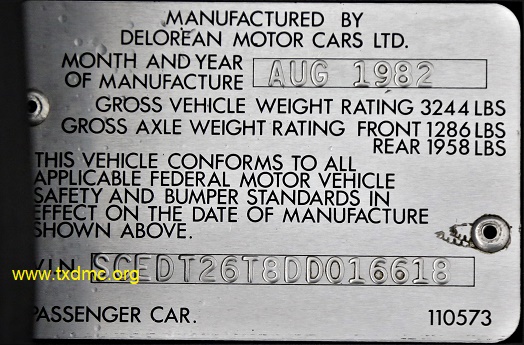 MANUFACTURED BY
DELOREAN MOTOR CARS LTD.
MONTH AND YEAR
OF MANUFACTURE AUG 1982
GROSS VEHICLE WEIGHT RATING 3244 LBS
GROSS AXLE WEIGHT RATING FRONT 1286 LBS
REAR 1958 LBS
THIS VEHICLE CONFORMS TO ALL
APPLICABLE FEDERAL MOTOR VEHICLE
SAFETY AND BUMPER STANDARDS IN
EFFECT ON THE DATE OF MANUFACTURE
SHOWN ABOVE.
V.I.N. SCEDT26T8DD016618
www.txdmc.org
PASSENGER CAR. 110573